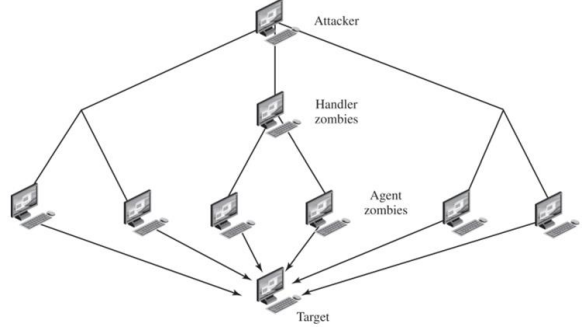 Attacker
Handler
zombies
Agent
zombies
Target